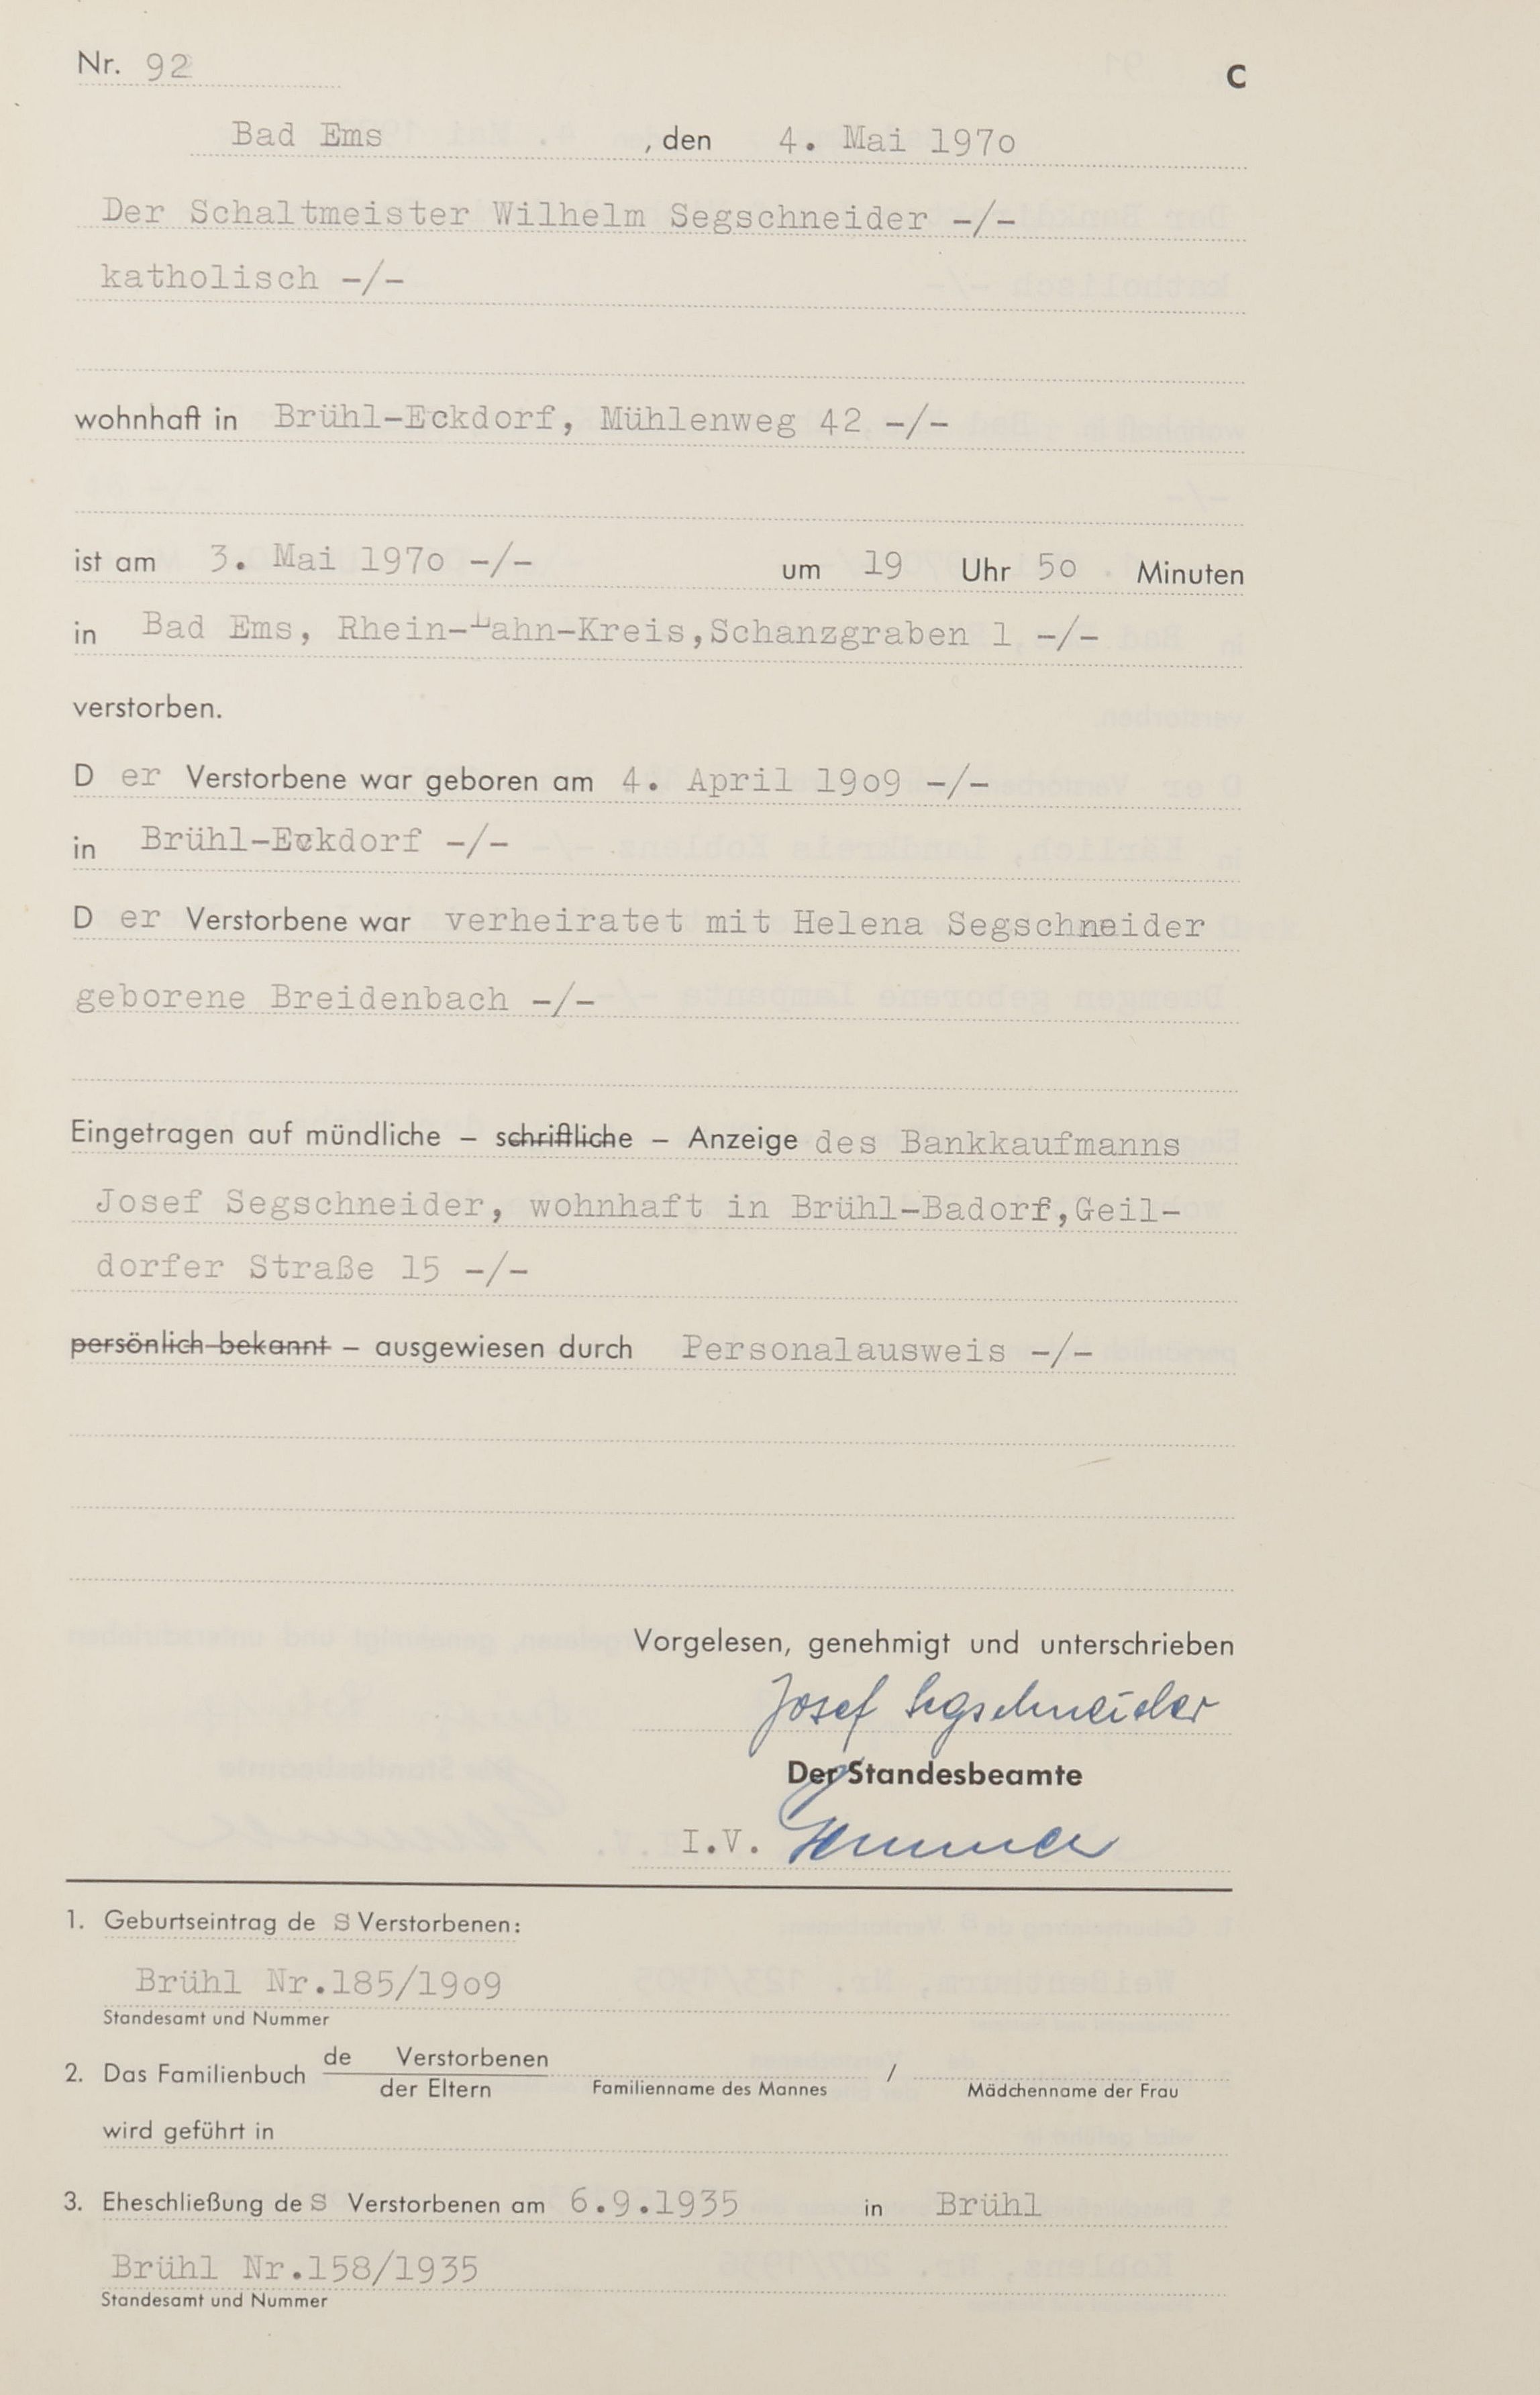 Nr. 92
C
Bad Ems , den 4. Mai 1970
Der Schaltmeister Wilhelm Segschneider -/-
katholisch -/-
wohnhaft in Brühl-Eckdorf, Mühlenweg 42 -/-
ist am 3. Mai 1970 -/- um 19 Uhr 50 Minuten
in Bad Ems, Rhein-Lahn-Kreis,Schanzgraben 1 -/-
verstorben.
D er Verstorbene war geboren am 4. April 1909 -/-
in Brühl-Eckdorf -/-
D er Verstorbene war verheiratet mit Helena Segschneider
geborene Breidenbach -/-
Eingetragen auf mündliche – schriftliche – Anzeige des Bankkaufmanns
Josef Segschneider, wohnhaft in Brühl-Badorf,Geil-
dorfer Straße 15 -/-
persönlich bekannt – ausgewiesen durch Personalausweis -/-
Vorgelesen, genehmigt und unterschrieben
Josef Segschneider
Der Standesbeamte
I.V.
1. Geburtseintrag de s Verstorbenen:
Brühl Nr.185/1909
Standesamt und Nummer
2. Das Familienbuch de Verstorbenen
der Eltern
/
Familienname des Mannes Mädchenname der Frau
wird geführt in
3. Eheschließung de s Verstorbenen am 6.9.1935 in Brühl
Brühl Nr.158/1935
Standesamt und Nummer